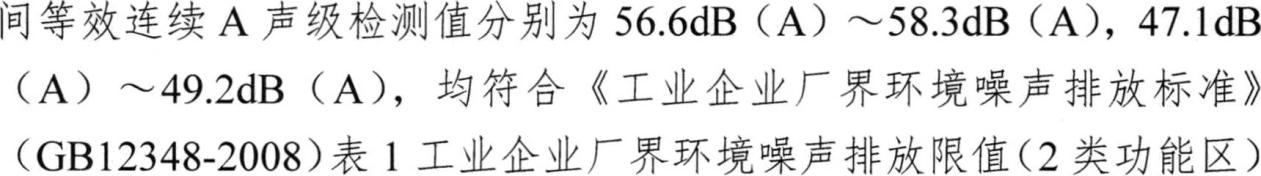 间等效连续 A 声级检测值分别为 56.6dB（A）～58.3dB（A），47.1dB
（A）～49.2dB（A），均符合《工业企业厂界环境噪声排放标准》
（GB12348-2008）表 1 工业企业厂界环境噪声排放限值（2 类功能区）